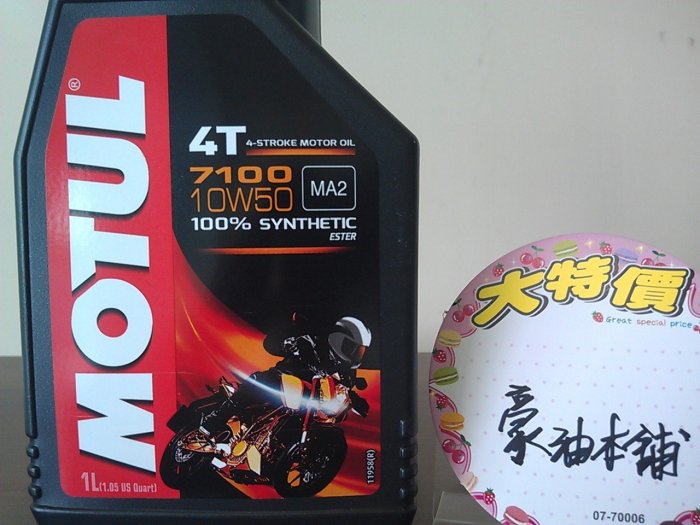 MOTUL®
4T 4-STROKE MOTOR OIL
7100
10W50 MA2
100% SYNTHETIC
ESTER
1L(1.05 US Quart)
11958(R)
大特價
Great special price
豪油本舖
07-70006